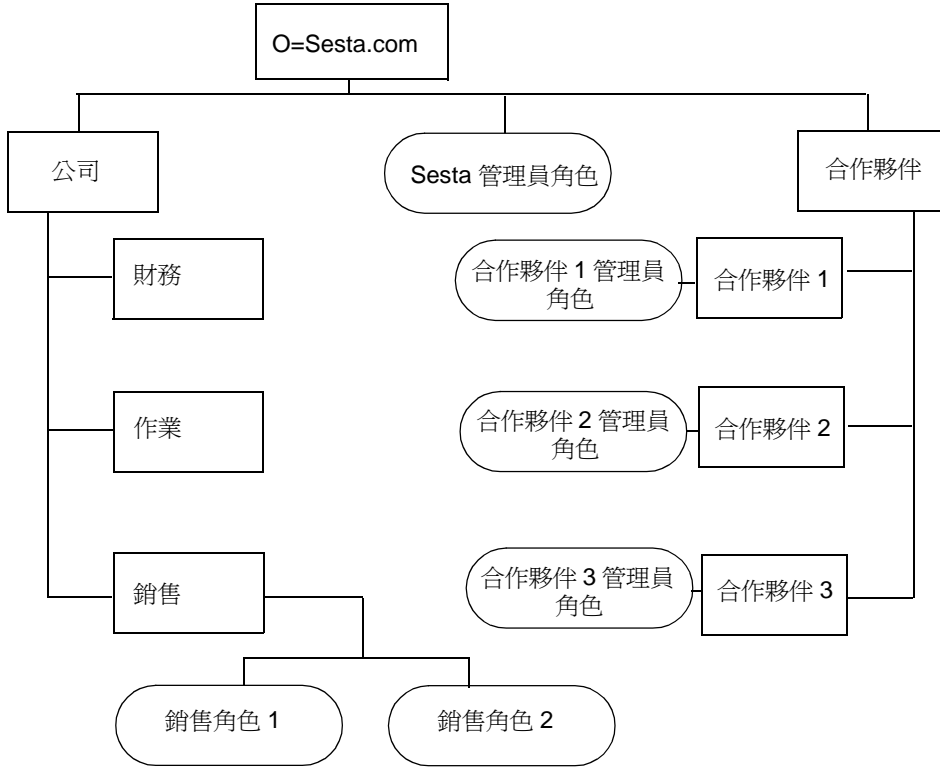 O=Sesta.com
公司
Sesta 管理員角色
合作夥伴
財務
合作夥伴 1 管理員
角色
合作夥伴 1
作業
合作夥伴 2 管理員
角色
合作夥伴 2
銷售
合作夥伴 3 管理員
角色
合作夥伴 3
銷售角色 1
銷售角色 2